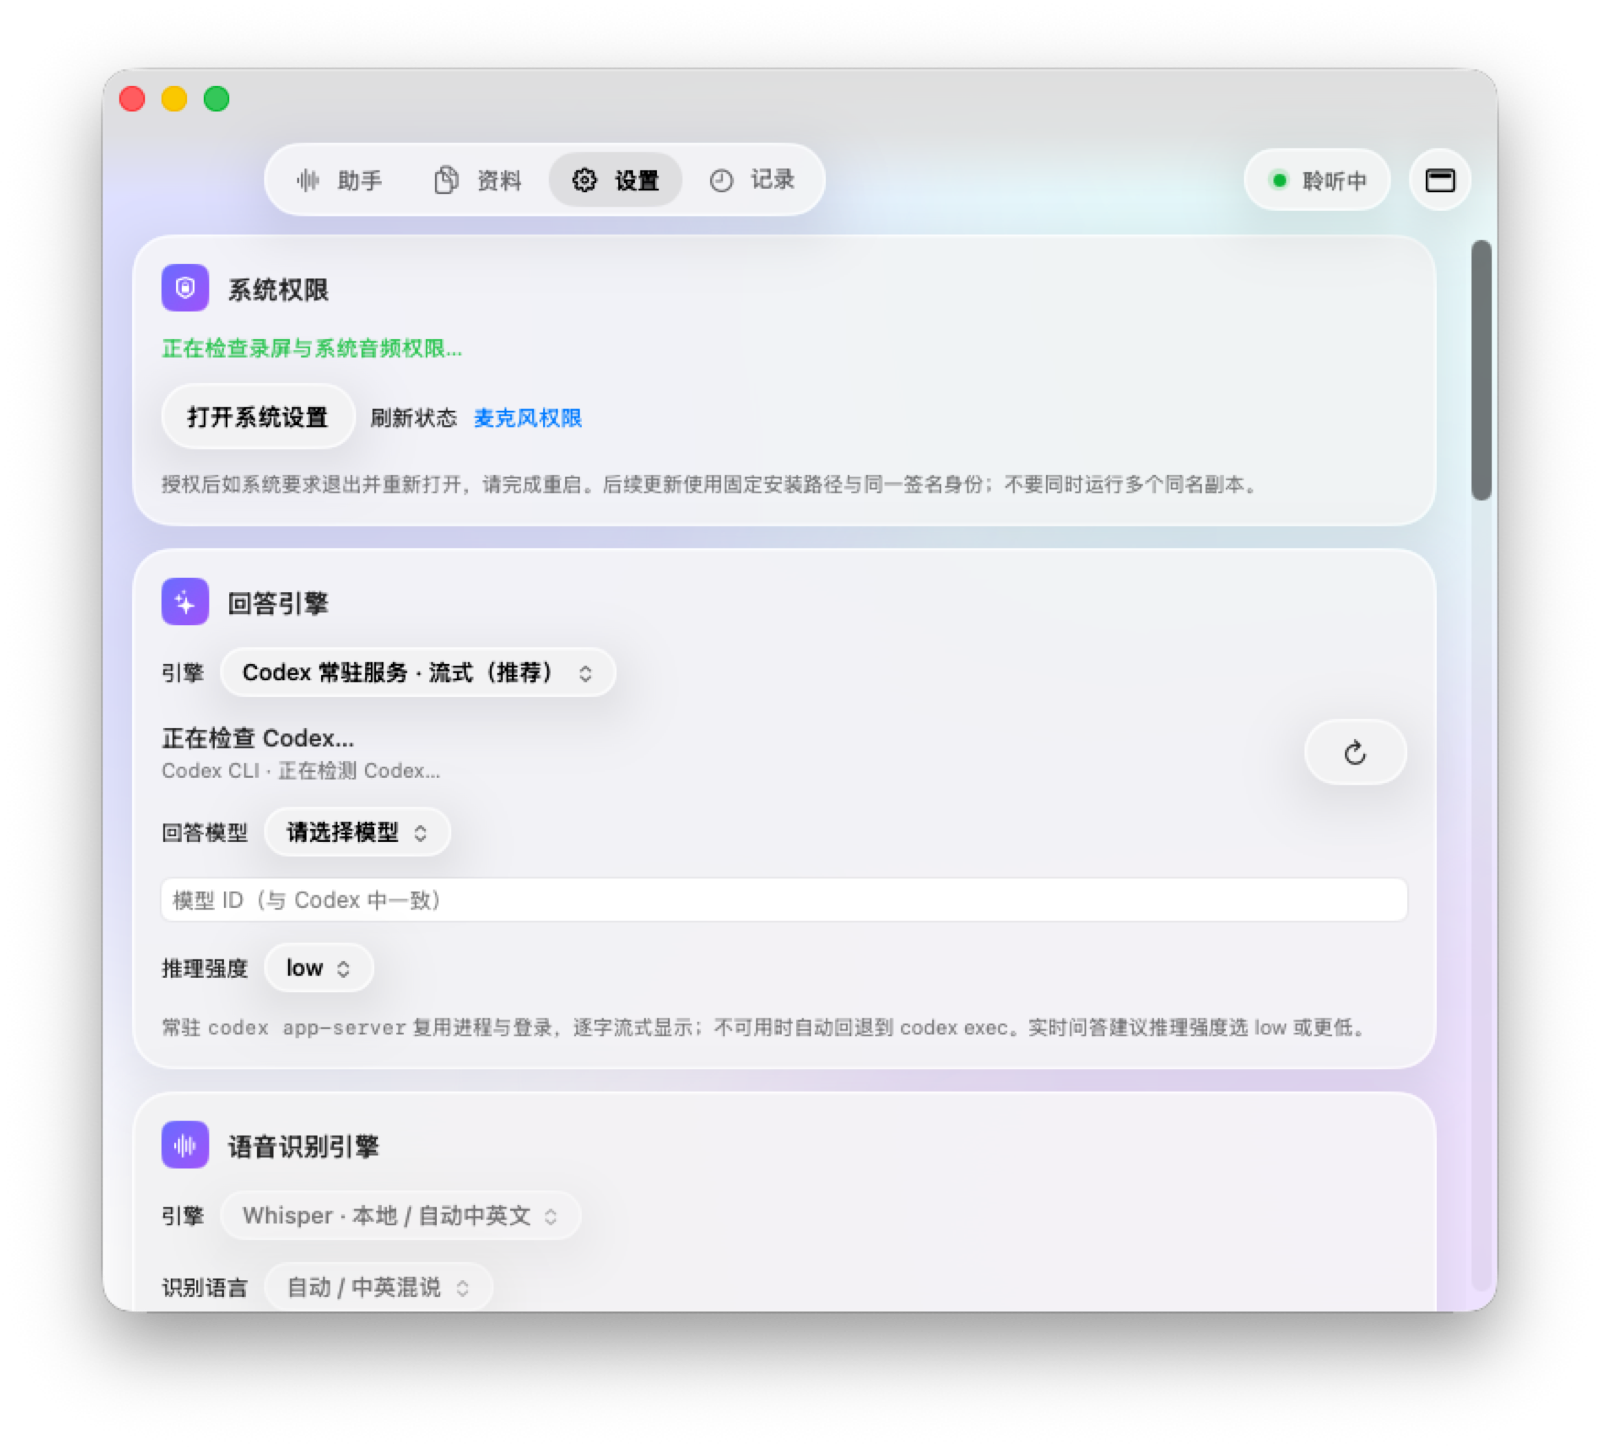 助手 资料 设置 记录 聆听中
系统权限
正在检查录屏与系统音频权限...
打开系统设置 刷新状态 麦克风权限
授权后如系统要求退出并重新打开，请完成重启。后续更新使用固定安装路径与同一签名身份；不要同时运行多个同名副本。
回答引擎
引擎 Codex 常驻服务 · 流式（推荐）
正在检查 Codex...
Codex CLI · 正在检测 Codex...
回答模型 请选择模型
模型 ID（与 Codex 中一致）
推理强度 low
常驻 codex app-server 复用进程与登录，逐字流式显示；不可用时自动回退到 codex exec。实时问答建议推理强度选 low 或更低。
语音识别引擎
引擎 Whisper · 本地 / 自动中英文
识别语言 自动 / 中英混说